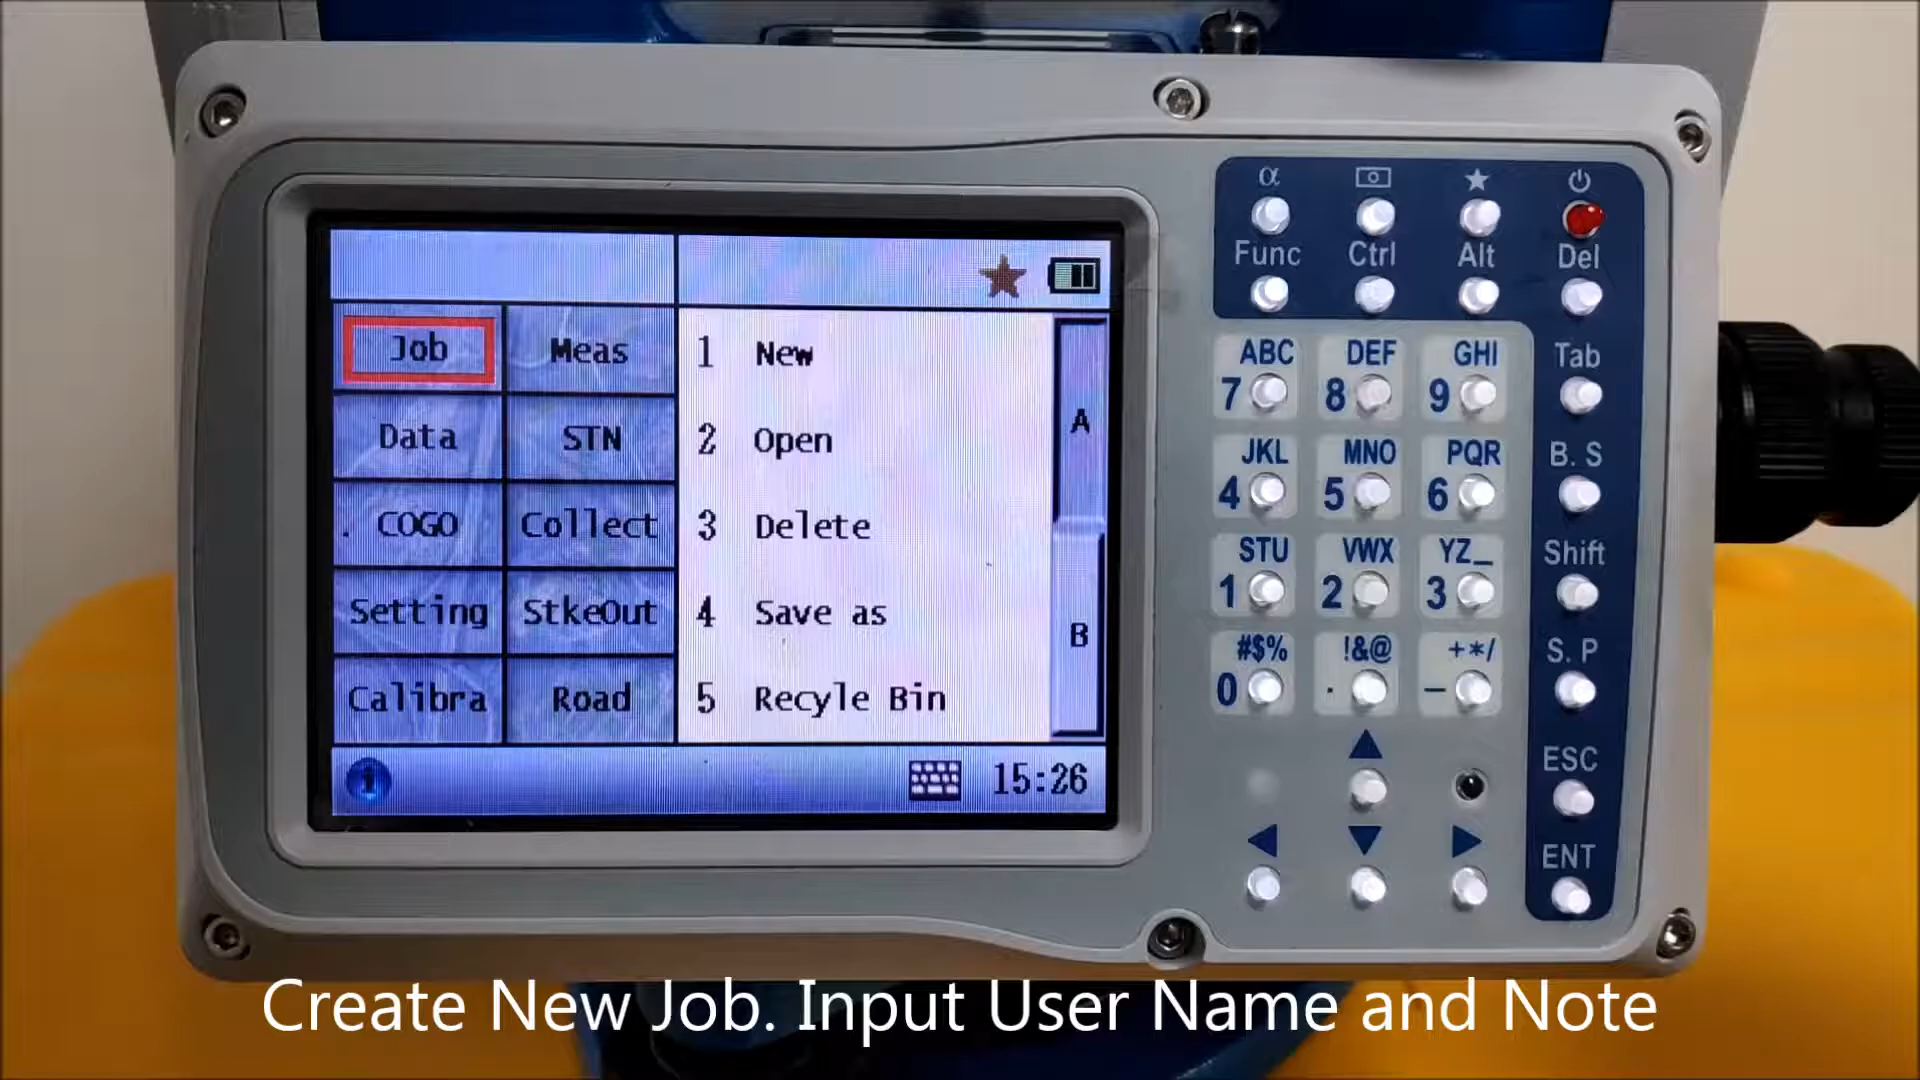 Job Meas
Data STN
COGO Collect
Setting StkeOut
Calibra Road
1 New
2 Open
3 Delete
4 Save as
5 Recyle Bin
A
B
15:26
α
Func Ctrl Alt Del
ABC DEF GHI Tab
7 8 9
JKL MNO PQR B. S
4 5 6
STU VWX YZ_ Shift
1 2 3
#$% !&@ +*/ S. P
0 . −
ESC
ENT
Create New Job. Input User Name and Note